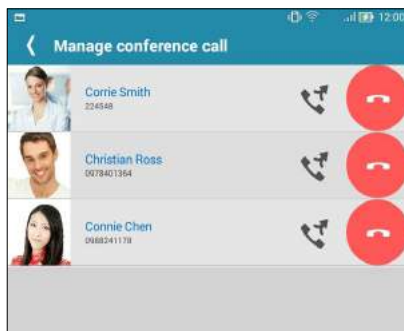 12:00
Manage conference call
Corrie Smith
224548
Christian Ross
0978401364
Connie Chen
0988241178